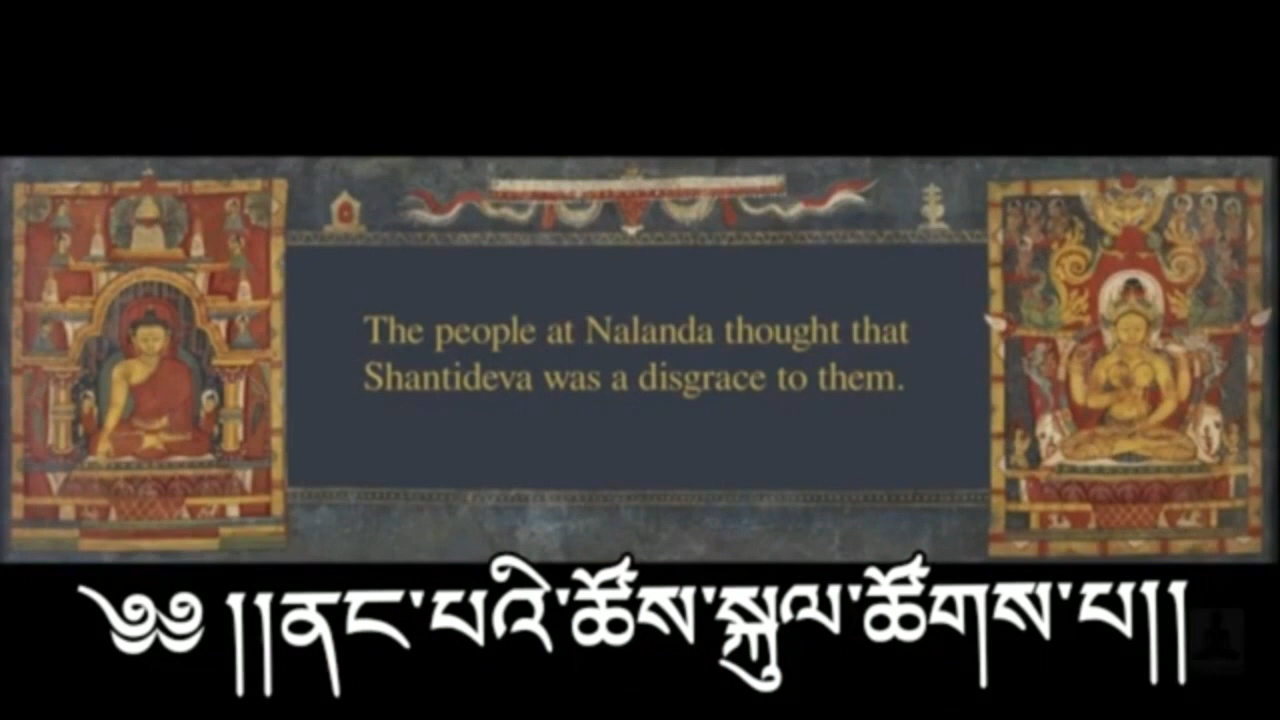 The people at Nalanda thought that
Shantideva was a disgrace to them.
༄༅ །།ནང་པའི་ཚོས་སྐུལ་ཚོགས་པ།།